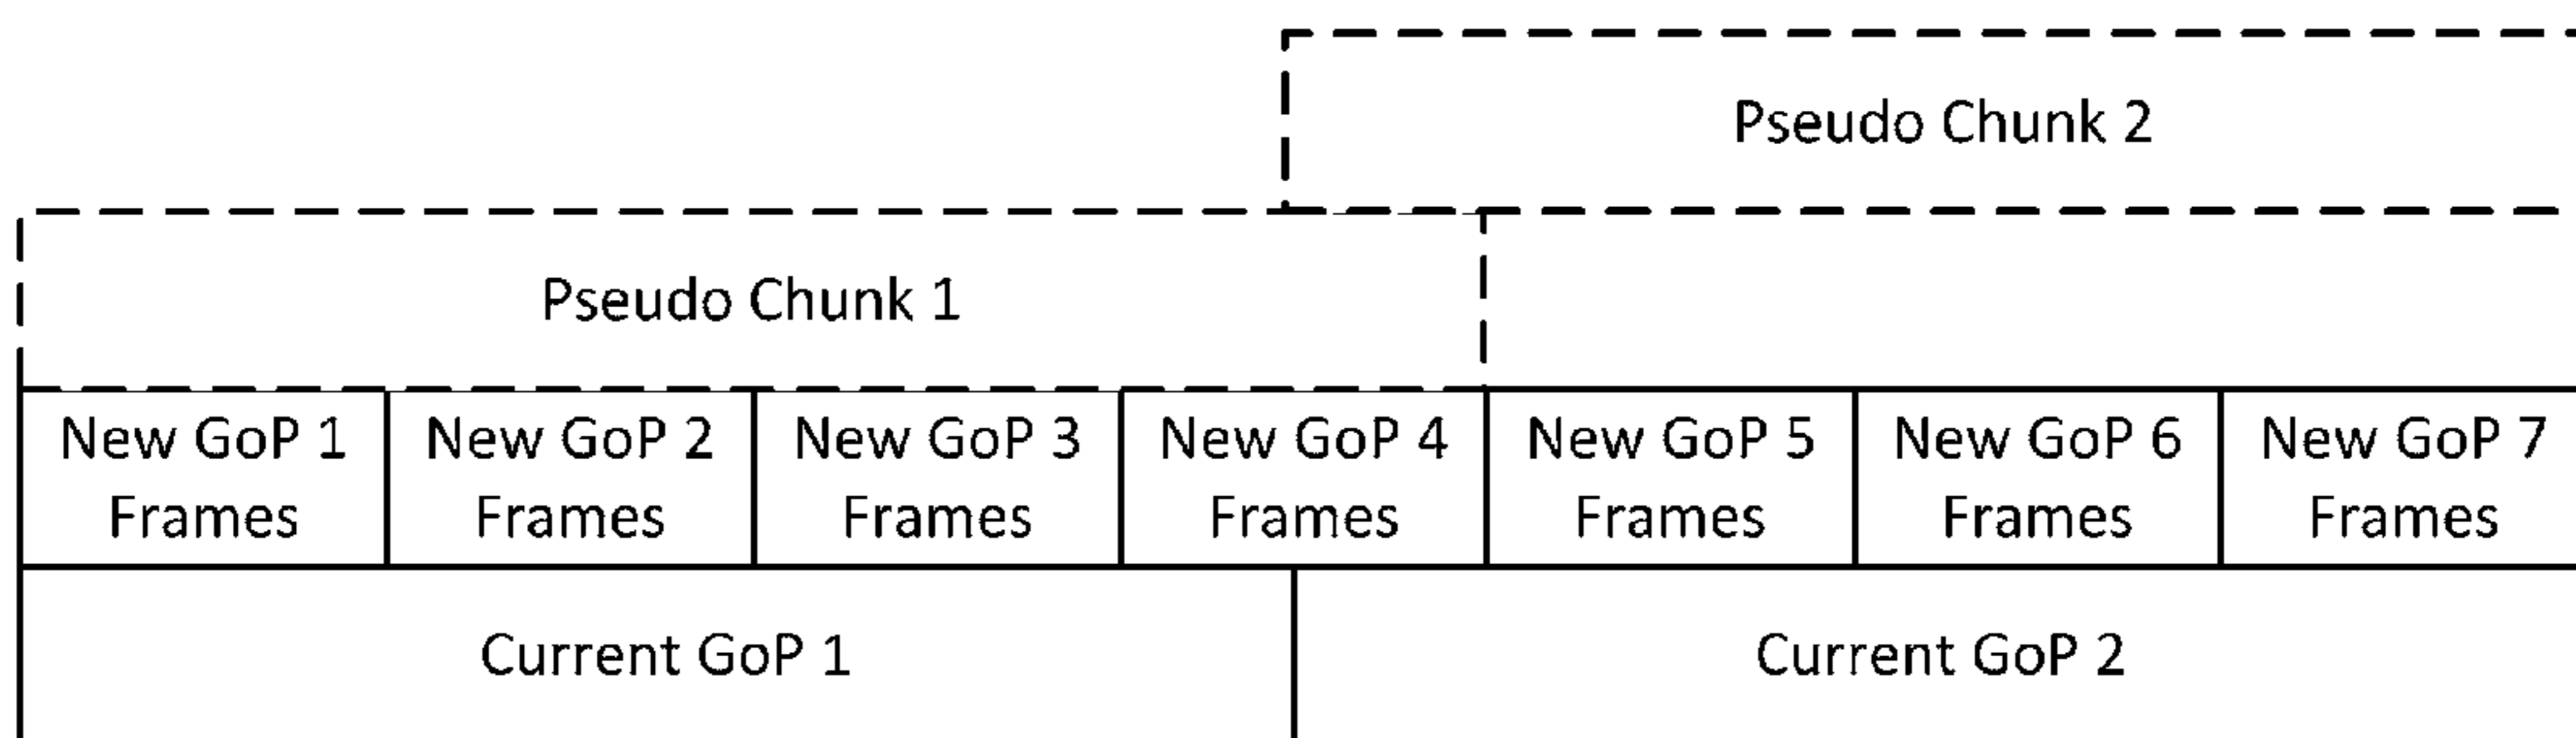 Pseudo Chunk 2
Pseudo Chunk 1
New GoP 1
Frames
New GoP 2
Frames
New GoP 3
Frames
New GoP 4
Frames
New GoP 5
Frames
New GoP 6
Frames
New GoP 7
Frames
Current GoP 1
Current GoP 2